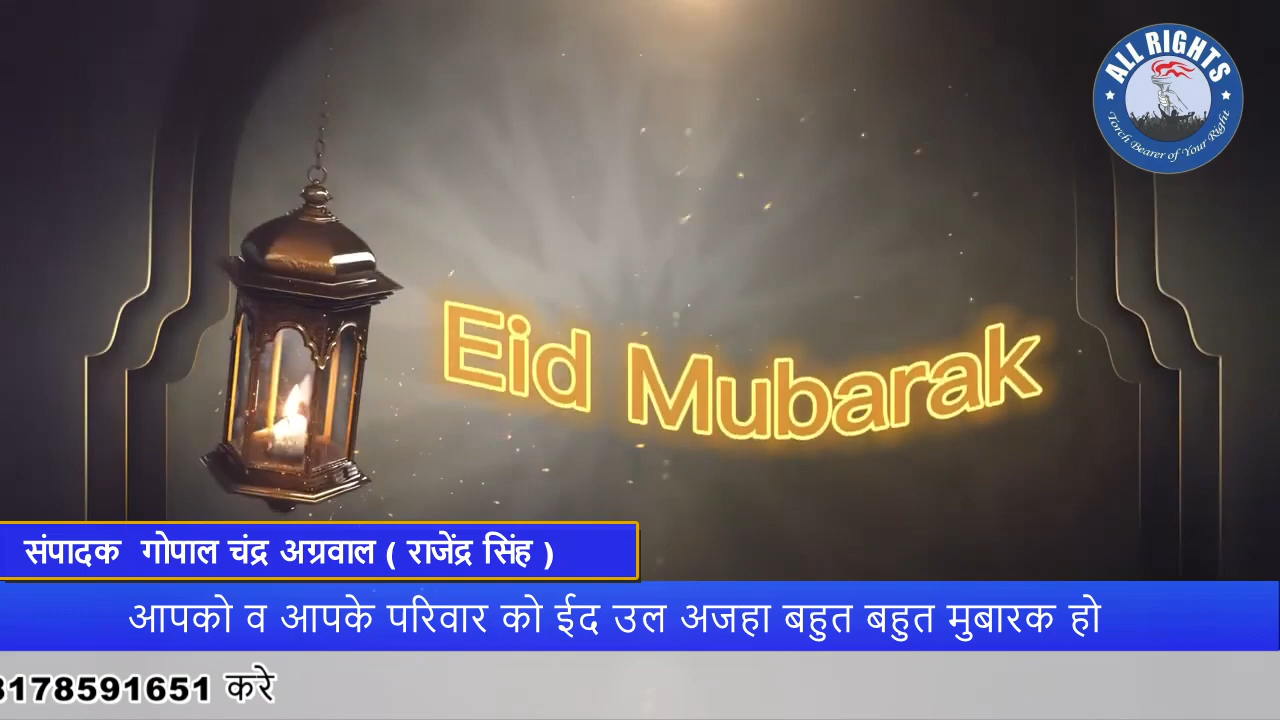 ALL RIGHTS
Torch Bearer of Your Right
Eid Mubarak
संपादक गोपाल चंद्र अग्रवाल ( राजेंद्र सिंह )
आपको व आपके परिवार को ईद उल अजहा बहुत बहुत मुबारक हो
8178591651 करे